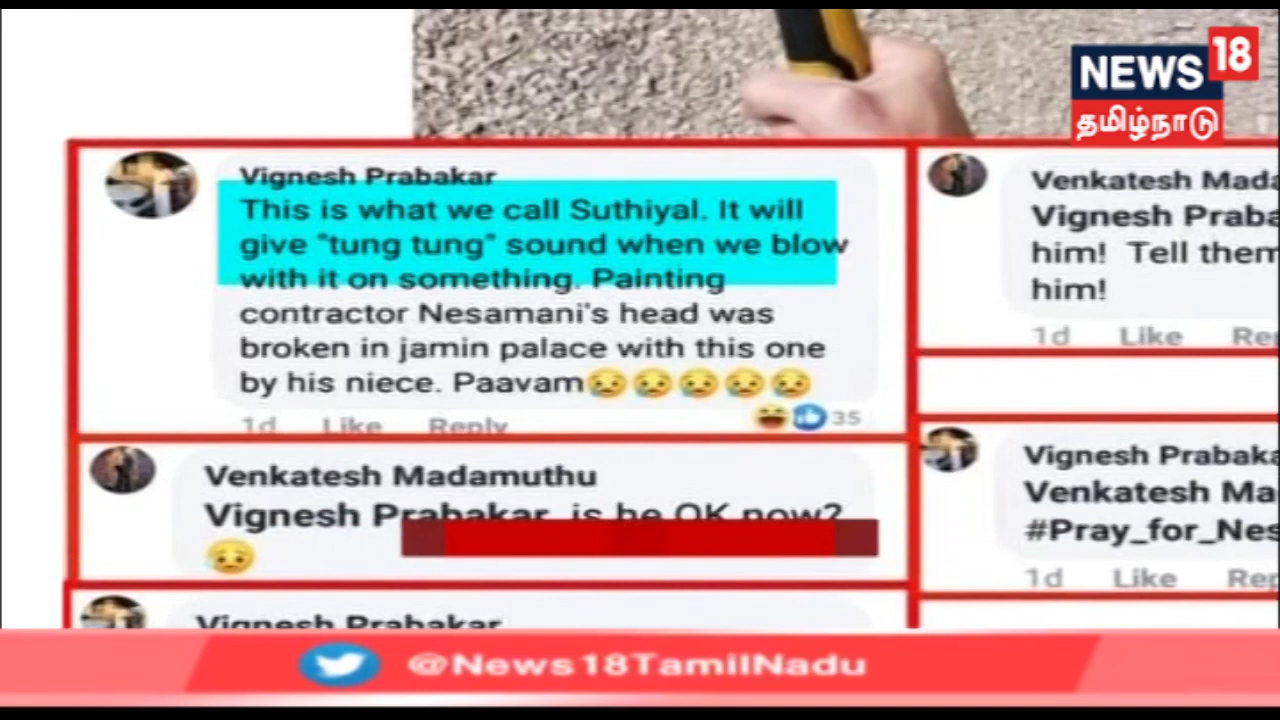 NEWS 18
தமிழ்நாடு
Vignesh Prabakar
This is what we call Suthiyal. It will
give "tung tung" sound when we blow
with it on something. Painting
contractor Nesamani's head was
broken in jamin palace with this one
by his niece. Paavam😢😢😢😢😢
1d Like Reply
35
Venkatesh Madamuthu
Vignesh Prabakar is he OK now?
😢
Vignesh Prabakar
Venkatesh Mada
Vignesh Praba
him! Tell them
him!
1d Like Re
Vignesh Prabaka
Venkatesh Ma
#Pray_for_Nes
1d Like Rep
@News18TamilNadu